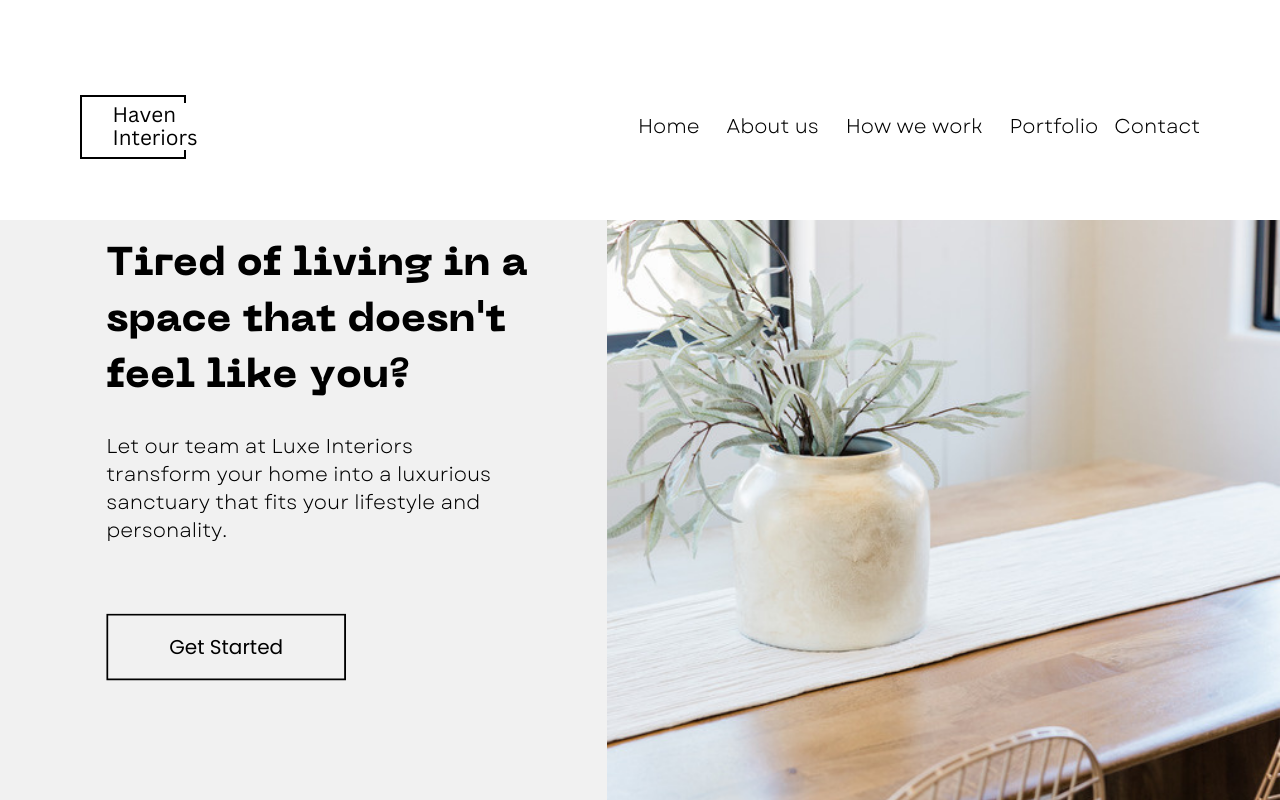 Haven
Interiors
Home About us How we work Portfolio Contact
Tired of living in a
space that doesn't
feel like you?
Let our team at Luxe Interiors
transform your home into a luxurious
sanctuary that fits your lifestyle and
personality.
Get Started